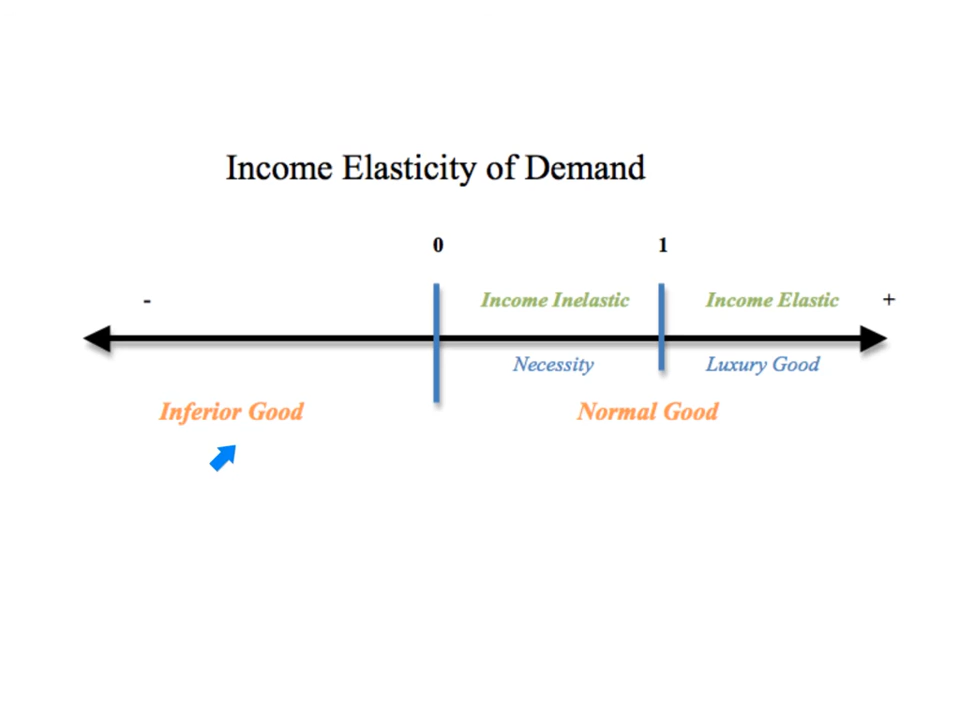 Income Elasticity of Demand
0 1
- Income Inelastic Income Elastic +
Necessity Luxury Good
Inferior Good Normal Good